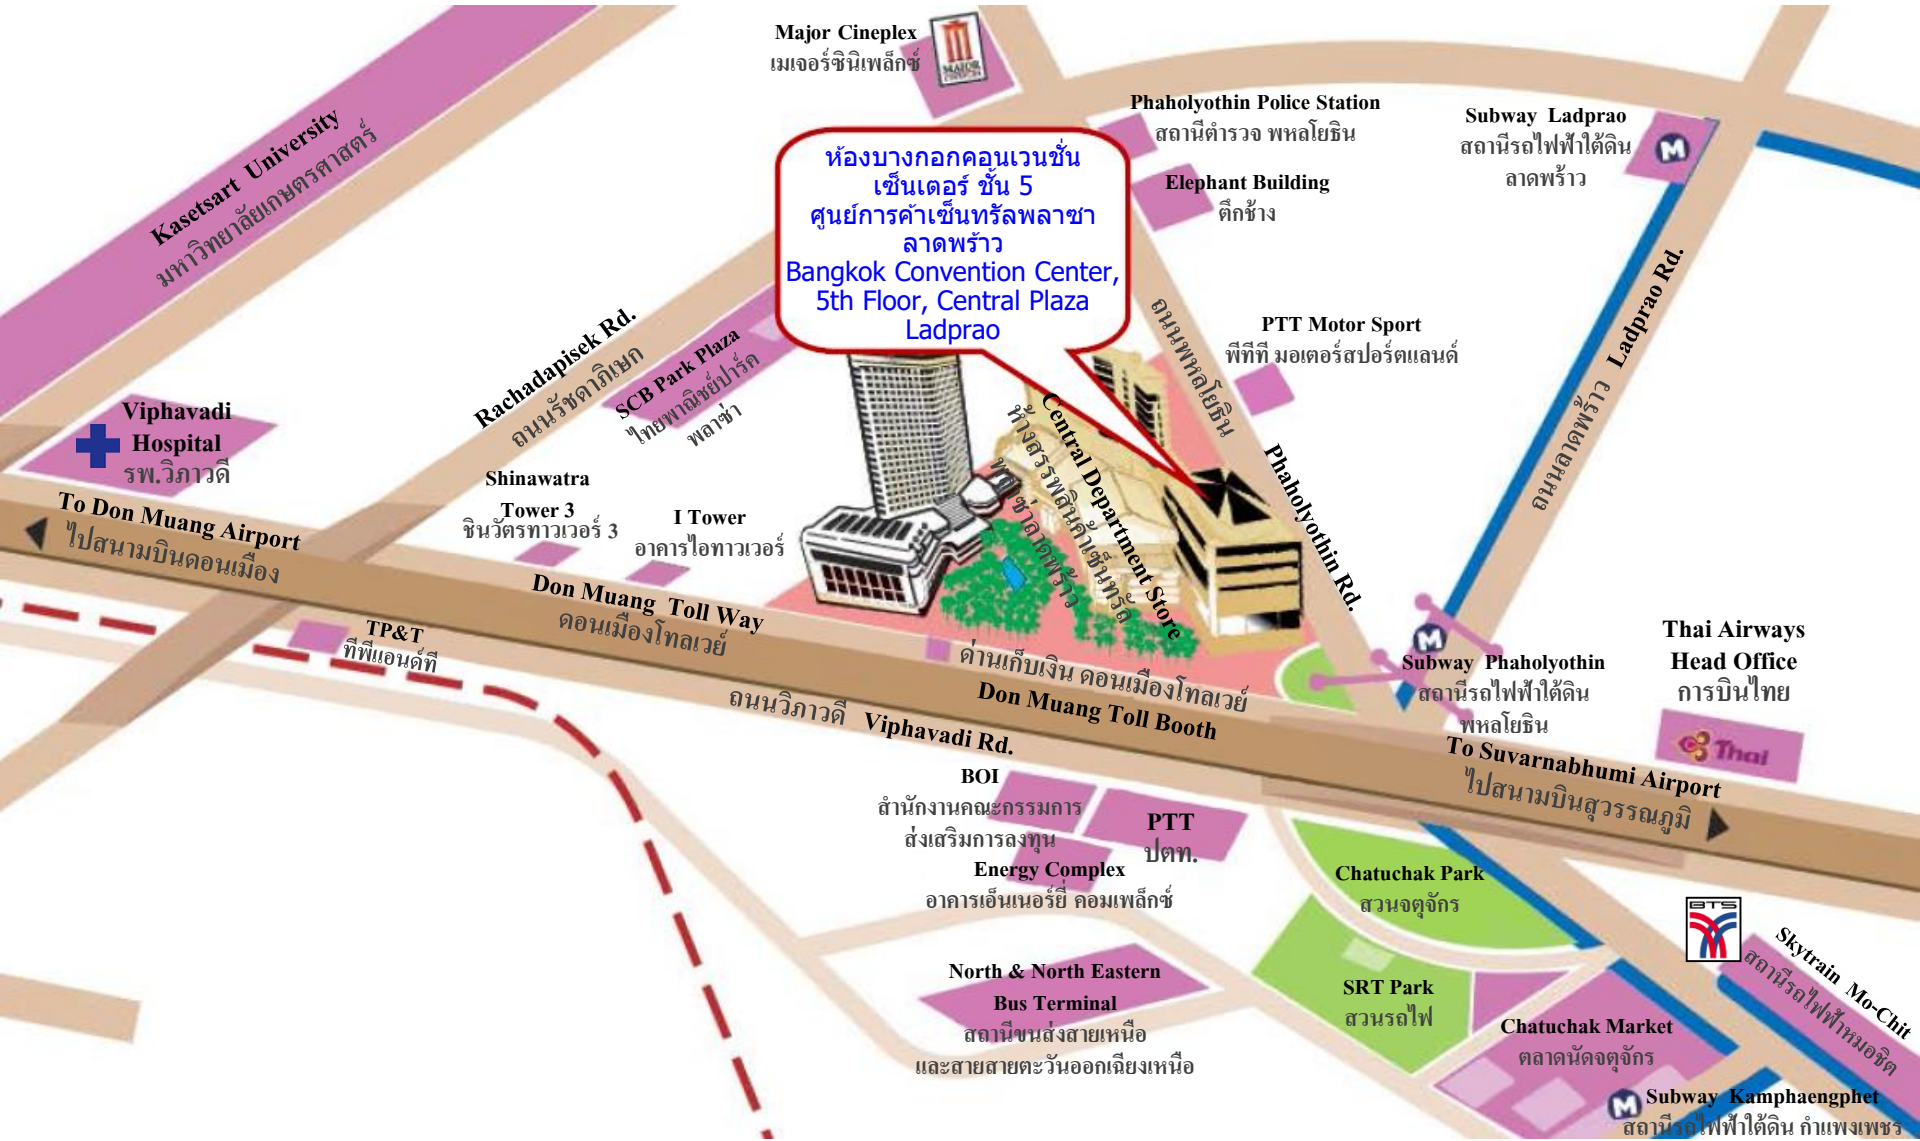 Major Cineplex
เมเจอร์ซินิเพล็กซ์
MAJOR
Phaholyothin Police Station
สถานีตำรวจ พหลโยธิน
Subway Ladprao
สถานีรถไฟฟ้าใต้ดิน
ลาดพร้าว
M
Kasetsart University
มหาวิทยาลัยเกษตรศาสตร์
ห้องบางกอกคอนเวนชั่น
เซ็นเตอร์ ชั้น 5
ศูนย์การค้าเซ็นทรัลพลาซา
ลาดพร้าว
Bangkok Convention Center,
5th Floor, Central Plaza
Ladprao
Elephant Building
ตึกช้าง
Rachadapisek Rd.
ถนนรัชดาภิเษก
SCB Park Plaza
ไทยพาณิชย์ปาร์ค
พลาซ่า
ถนนพหลโยธิน
Phaholyothin Rd.
PTT Motor Sport
พีทีที มอเตอร์สปอร์ตแลนด์
ถนนลาดพร้าว Ladprao Rd.
Viphavadi
Hospital
รพ.วิภาวดี
Shinawatra
Tower 3
ชินวัตรทาวเวอร์ 3
I Tower
อาคารไอทาวเวอร์
Central Department Store
ห้างสรรพสินค้าเซ็นทรัล
พลาซ่าลาดพร้าว
To Don Muang Airport
ไปสนามบินดอนเมือง
Don Muang Toll Way
ดอนเมืองโทลเวย์
TP&T
ทีพีแอนด์ที
ด่านเก็บเงิน ดอนเมืองโทลเวย์
Don Muang Toll Booth
ถนนวิภาวดี Viphavadi Rd.
M
Subway Phaholyothin
สถานีรถไฟฟ้าใต้ดิน
พหลโยธิน
Thai Airways
Head Office
การบินไทย
Thai
To Suvarnabhumi Airport
ไปสนามบินสุวรรณภูมิ
BOI
สำนักงานคณะกรรมการ
ส่งเสริมการลงทุน
PTT
ปตท.
Energy Complex
อาคารเอ็นเนอร์ยี่ คอมเพล็กซ์
Chatuchak Park
สวนจตุจักร
BTS
Skytrain Mo-Chit
สถานีรถไฟฟ้าหมอชิต
North & North Eastern
Bus Terminal
สถานีขนส่งสายเหนือ
และสายสายตะวันออกเฉียงเหนือ
SRT Park
สวนรถไฟ
Chatuchak Market
ตลาดนัดจตุจักร
M
Subway Kamphaengphet
สถานีรถไฟฟ้าใต้ดิน กำแพงเพชร